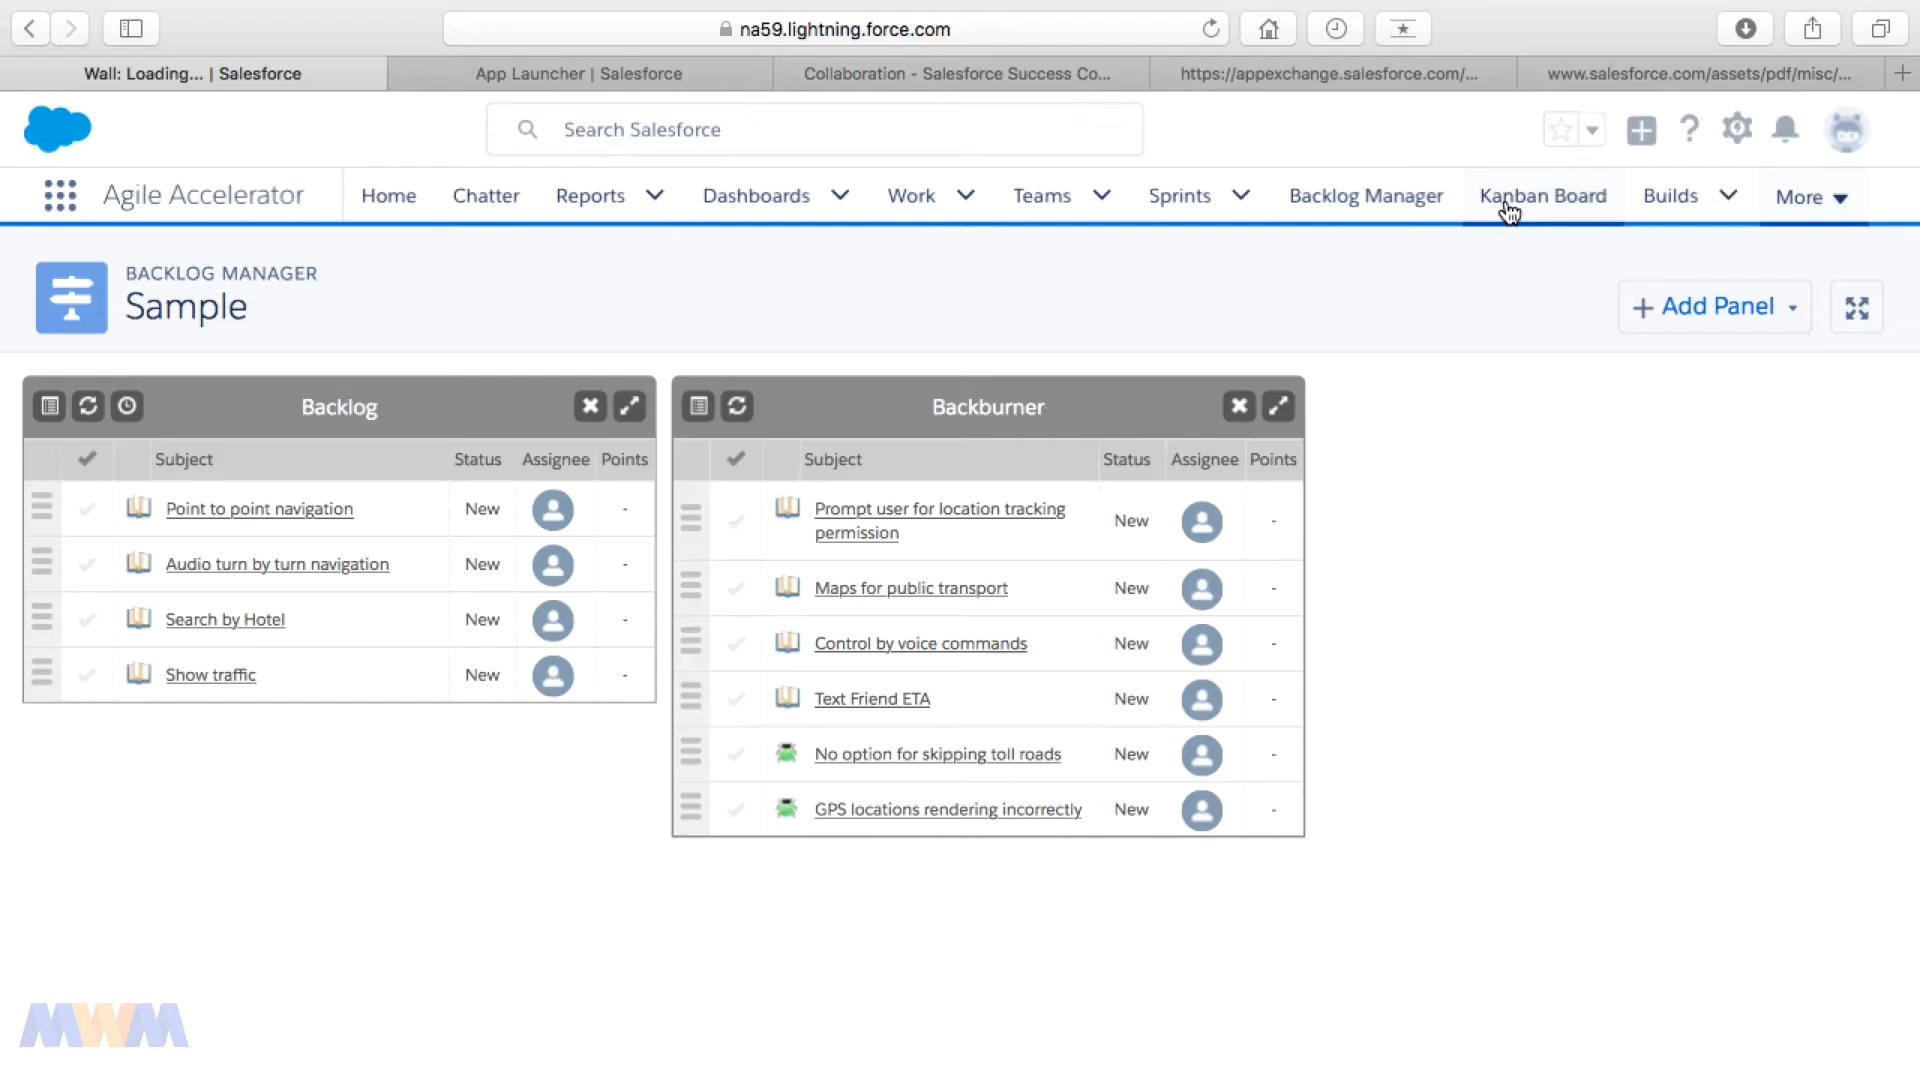 na59.lightning.force.com
Wall: Loading... | Salesforce
App Launcher | Salesforce
Collaboration - Salesforce Success Co...
https://appexchange.salesforce.com/...
www.salesforce.com/assets/pdf/misc/...
Search Salesforce
Agile Accelerator
Home
Chatter
Reports
Dashboards
Work
Teams
Sprints
Backlog Manager
Kanban Board
Builds
More
BACKLOG MANAGER
Sample
Add Panel
Backlog
Subject Status Assignee Points
Point to point navigation New -
Audio turn by turn navigation New -
Search by Hotel New -
Show traffic New -
Backburner
Subject Status Assignee Points
Prompt user for location tracking
permission New -
Maps for public transport New -
Control by voice commands New -
Text Friend ETA New -
No option for skipping toll roads New -
GPS locations rendering incorrectly New -
MWM